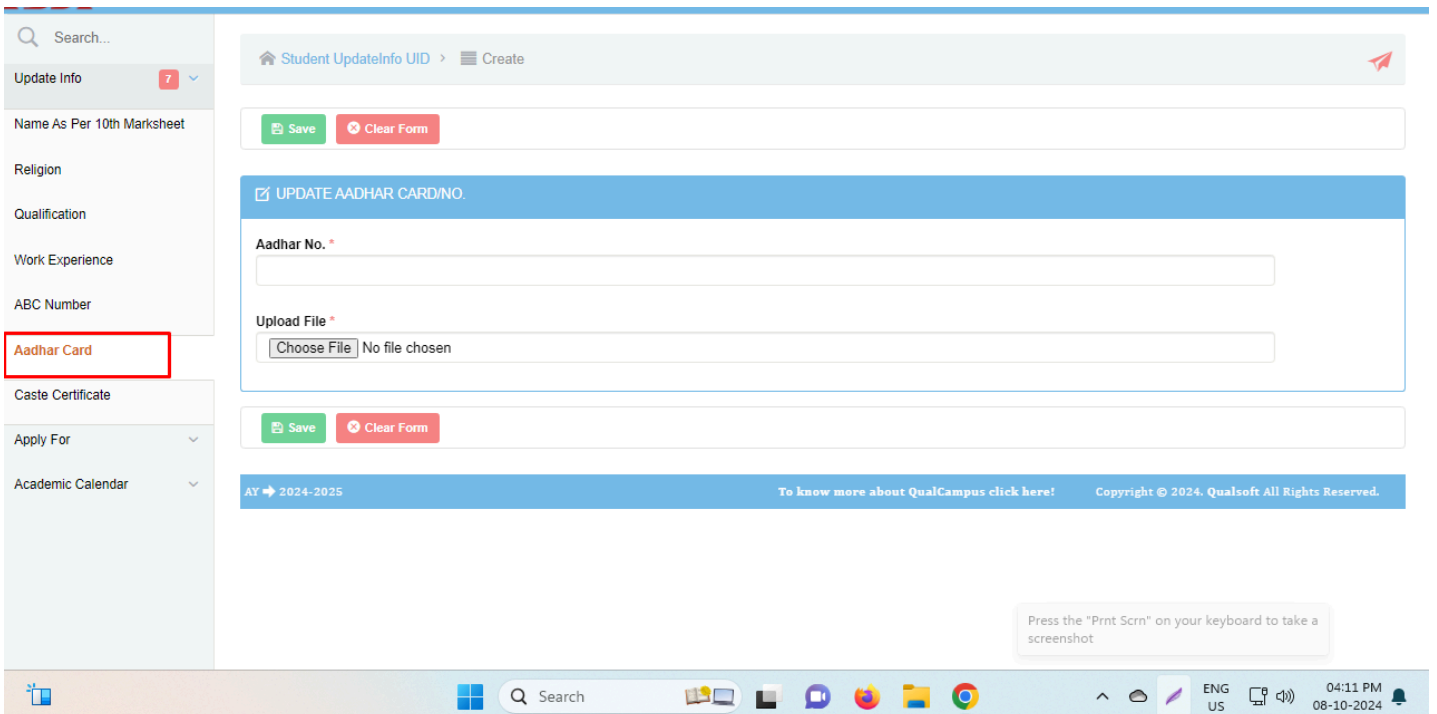 Search...
Update Info 7
Name As Per 10th Marksheet
Religion
Qualification
Work Experience
ABC Number
Aadhar Card
Caste Certificate
Apply For
Academic Calendar
Student UpdateInfo UID > Create
Save Clear Form
UPDATE AADHAR CARD/NO.
Aadhar No. *
Upload File *
Choose File No file chosen
Save Clear Form
AY → 2024-2025 To know more about QualCampus click here! Copyright © 2024. Qualsoft All Rights Reserved.
Press the "Prnt Scrn" on your keyboard to take a
screenshot
Search
ENG
US
04:11 PM
08-10-2024